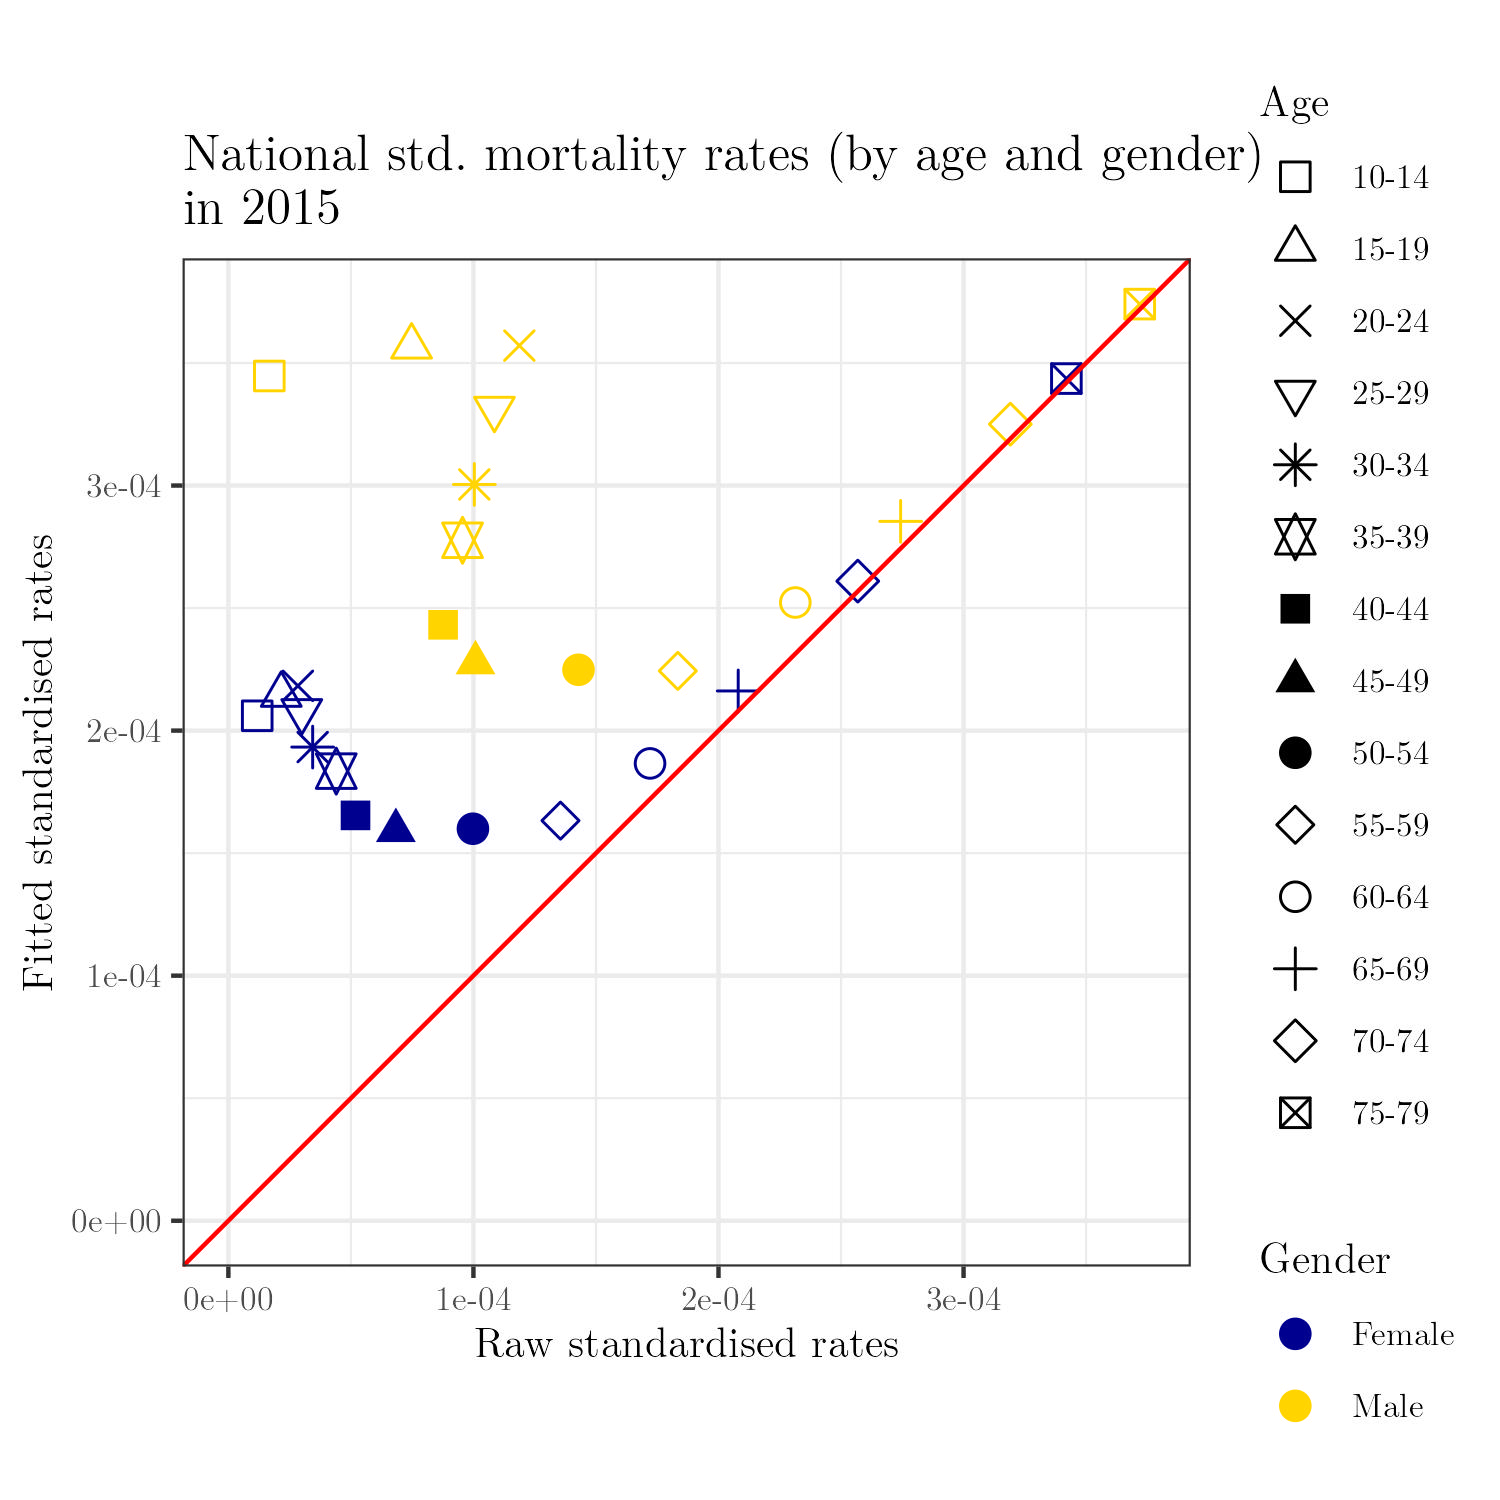 National std. mortality rates (by age and gender)
in 2015
Fitted standardised rates
3e-04
2e-04
1e-04
0e+00
0e+00
1e-04
2e-04
3e-04
Raw standardised rates
Age
10-14
15-19
20-24
25-29
30-34
35-39
40-44
45-49
50-54
55-59
60-64
65-69
70-74
75-79
Gender
Female
Male